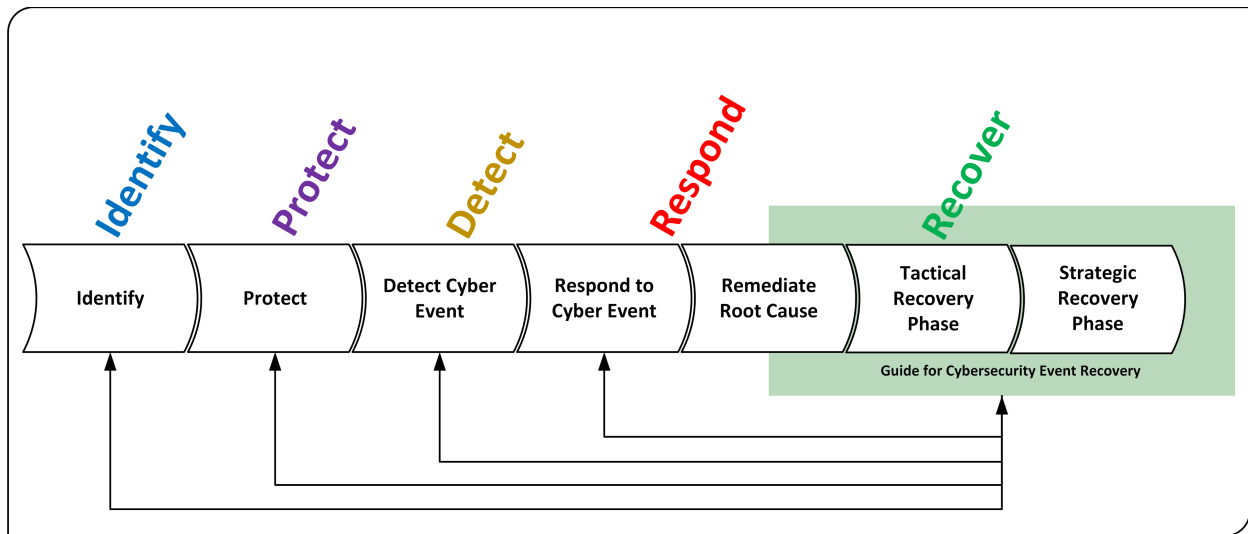 Identify
Protect
Detect
Respond
Recover
Identify
Protect
Detect Cyber
Event
Respond to
Cyber Event
Remediate
Root Cause
Tactical
Recovery
Phase
Strategic
Recovery
Phase
Guide for Cybersecurity Event Recovery